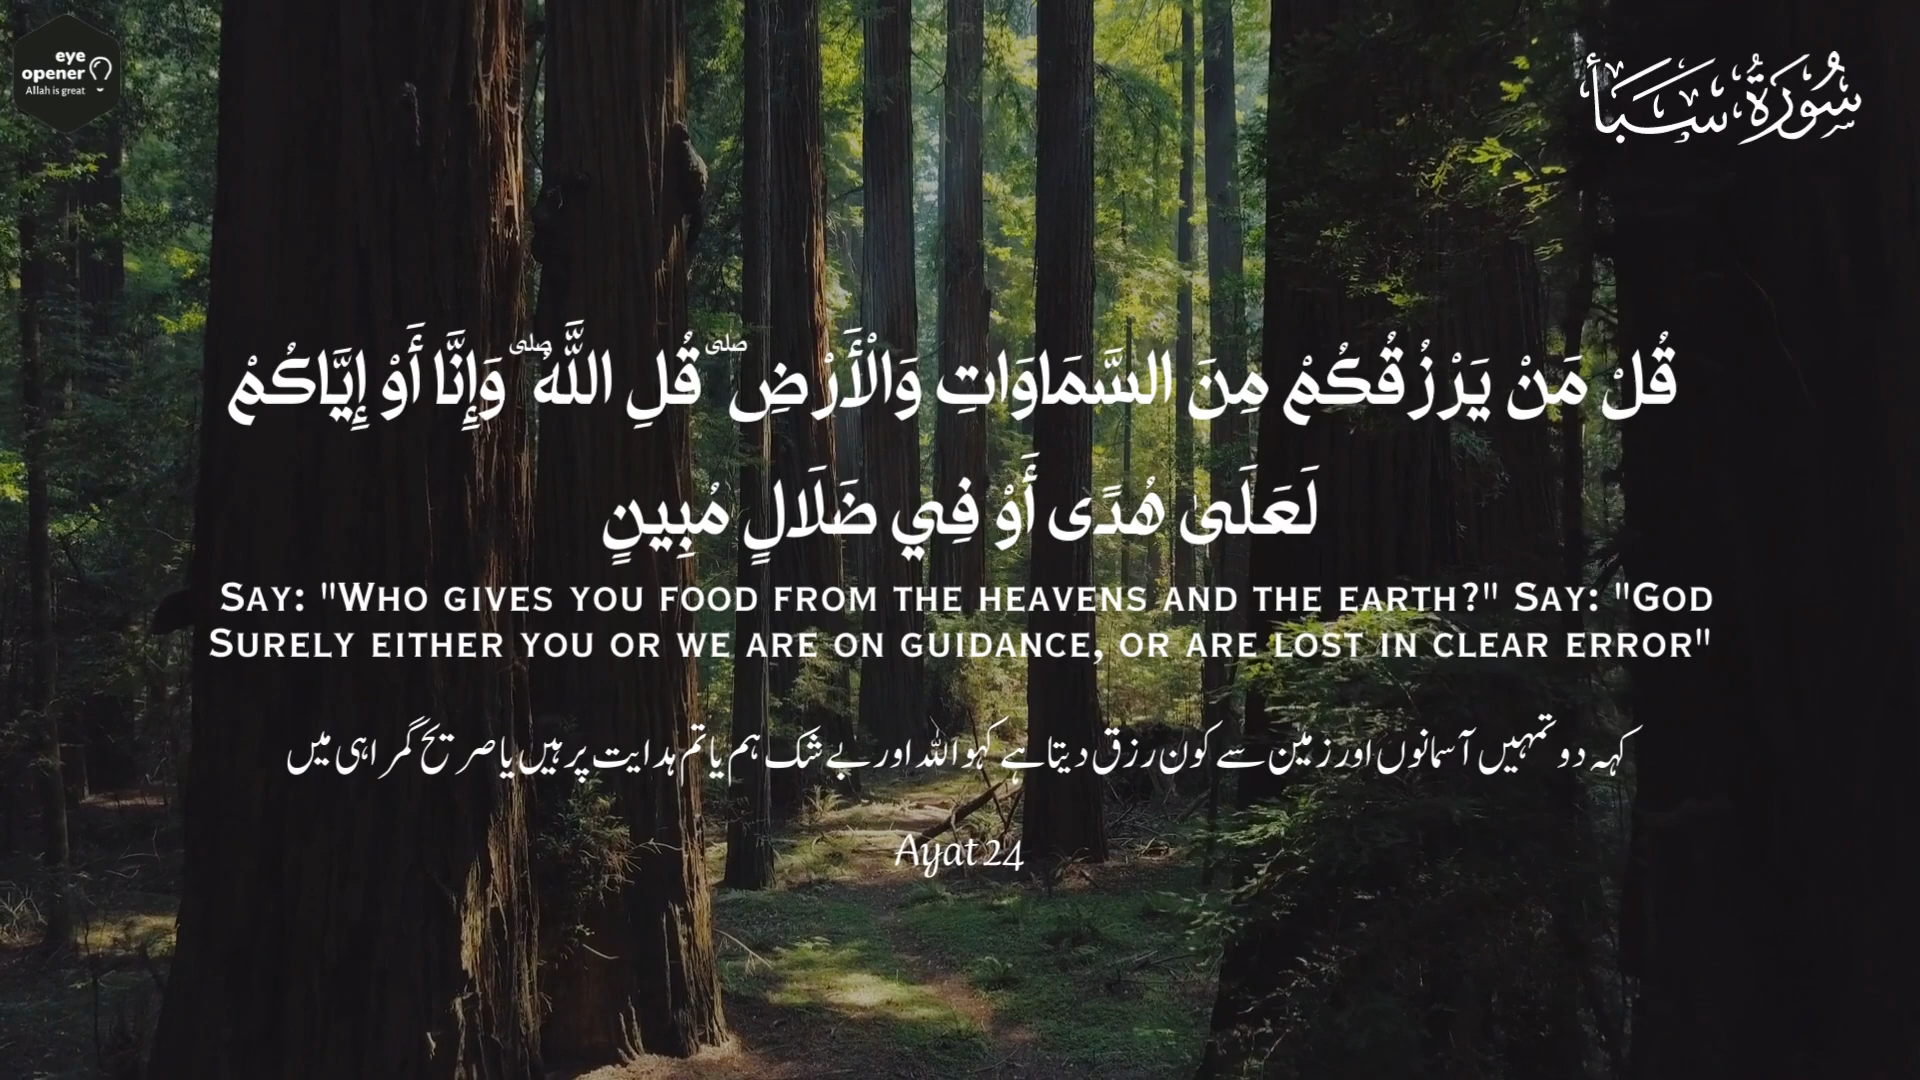 eye
opener
Allah is great
سُورَةُ سَبَأ
قُلْ مَنْ يَرْزُقُكُمْ مِنَ السَّمَاوَاتِ وَالْأَرْضِ ۖ قُلِ اللَّهُ ۖ وَإِنَّا أَوْ إِيَّاكُمْ
لَعَلَىٰ هُدًى أَوْ فِي ضَلَالٍ مُبِينٍ
Say: "Who gives you food from the heavens and the earth?" Say: "God
Surely either you or we are on guidance, or are lost in clear error"
کہہ دو تمہیں آسمانوں اور زمین سے کون رزق دیتا ہے کہو الله اور بے شک ہم یا تم ہدایت پر ہیں یا صریح گمراہی میں
Ayat 24